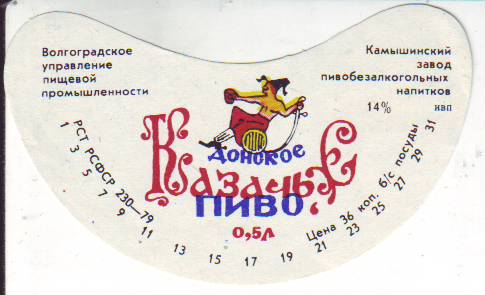 Волгоградское
управление
пищевой
промышленности
Камышинский
завод
пивобезалкогольных
напитков
14% нвп
Донское
Казачье
ПИВО
0,5л
РСТ РСФСР 230—79
Цена 36 коп. б/с посуды
1 3 5 7 9 11 13 15 17 19 21 23 25 27 29 31